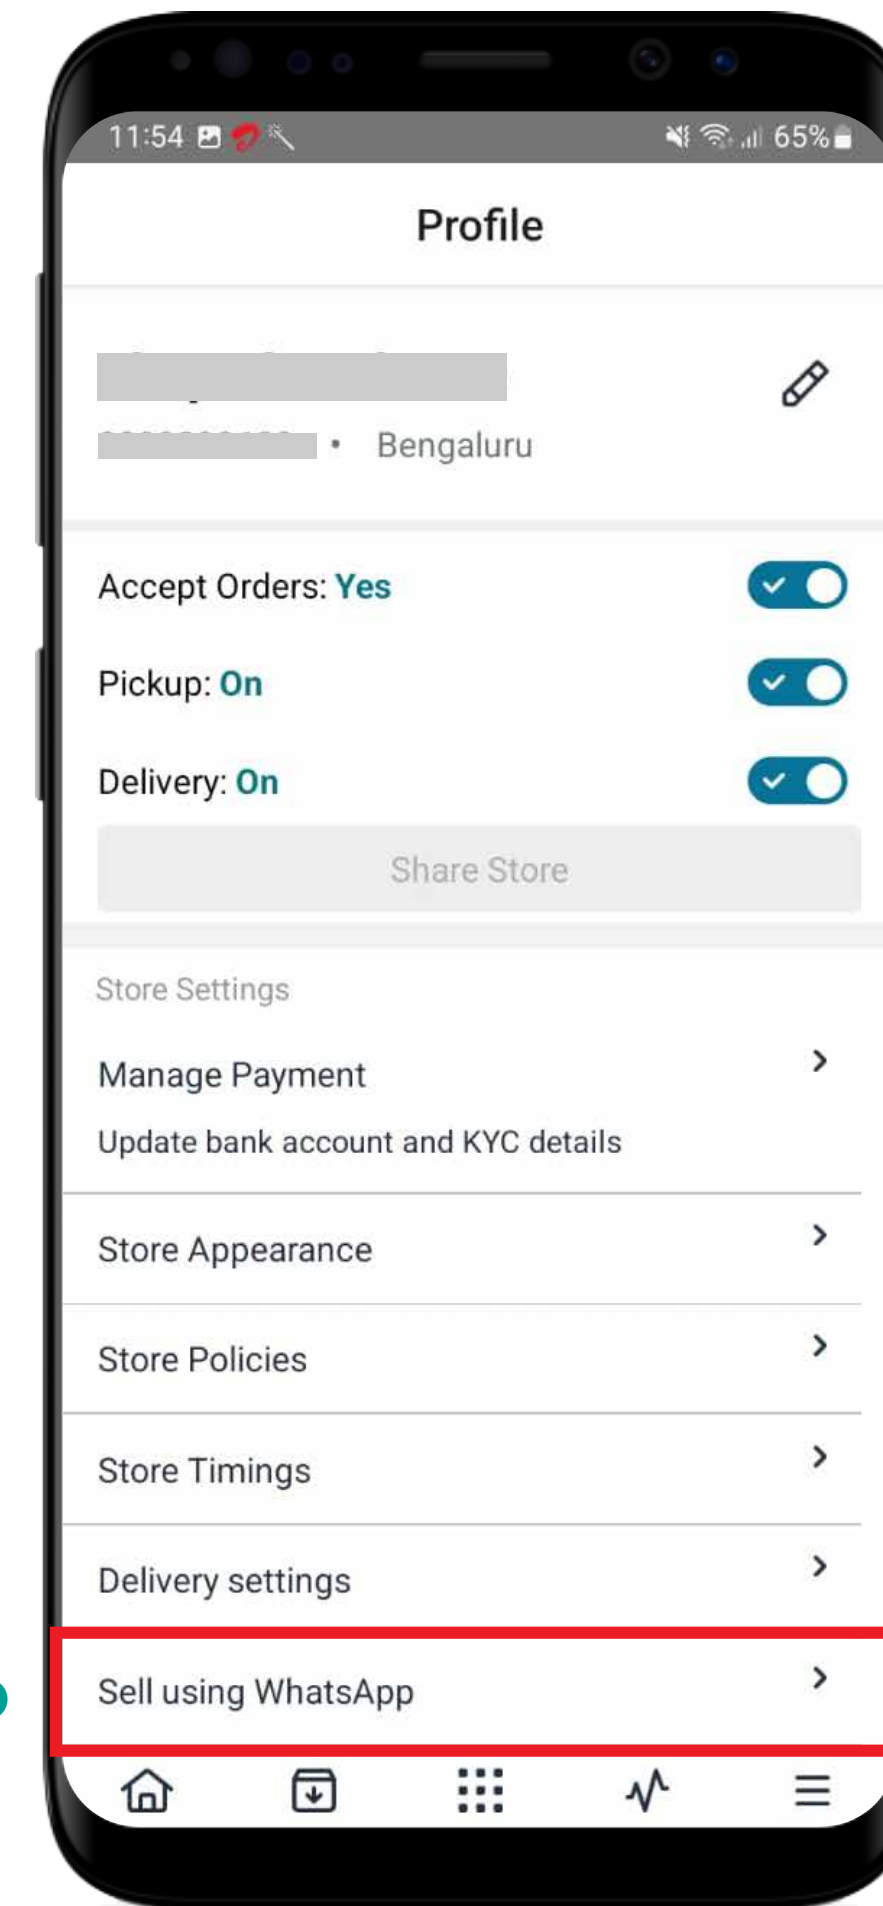 11:54
65%
Profile
Bengaluru
Accept Orders: Yes
Pickup: On
Delivery: On
Share Store
Store Settings
Manage Payment
Update bank account and KYC details
Store Appearance
Store Policies
Store Timings
Delivery settings
Sell using WhatsApp